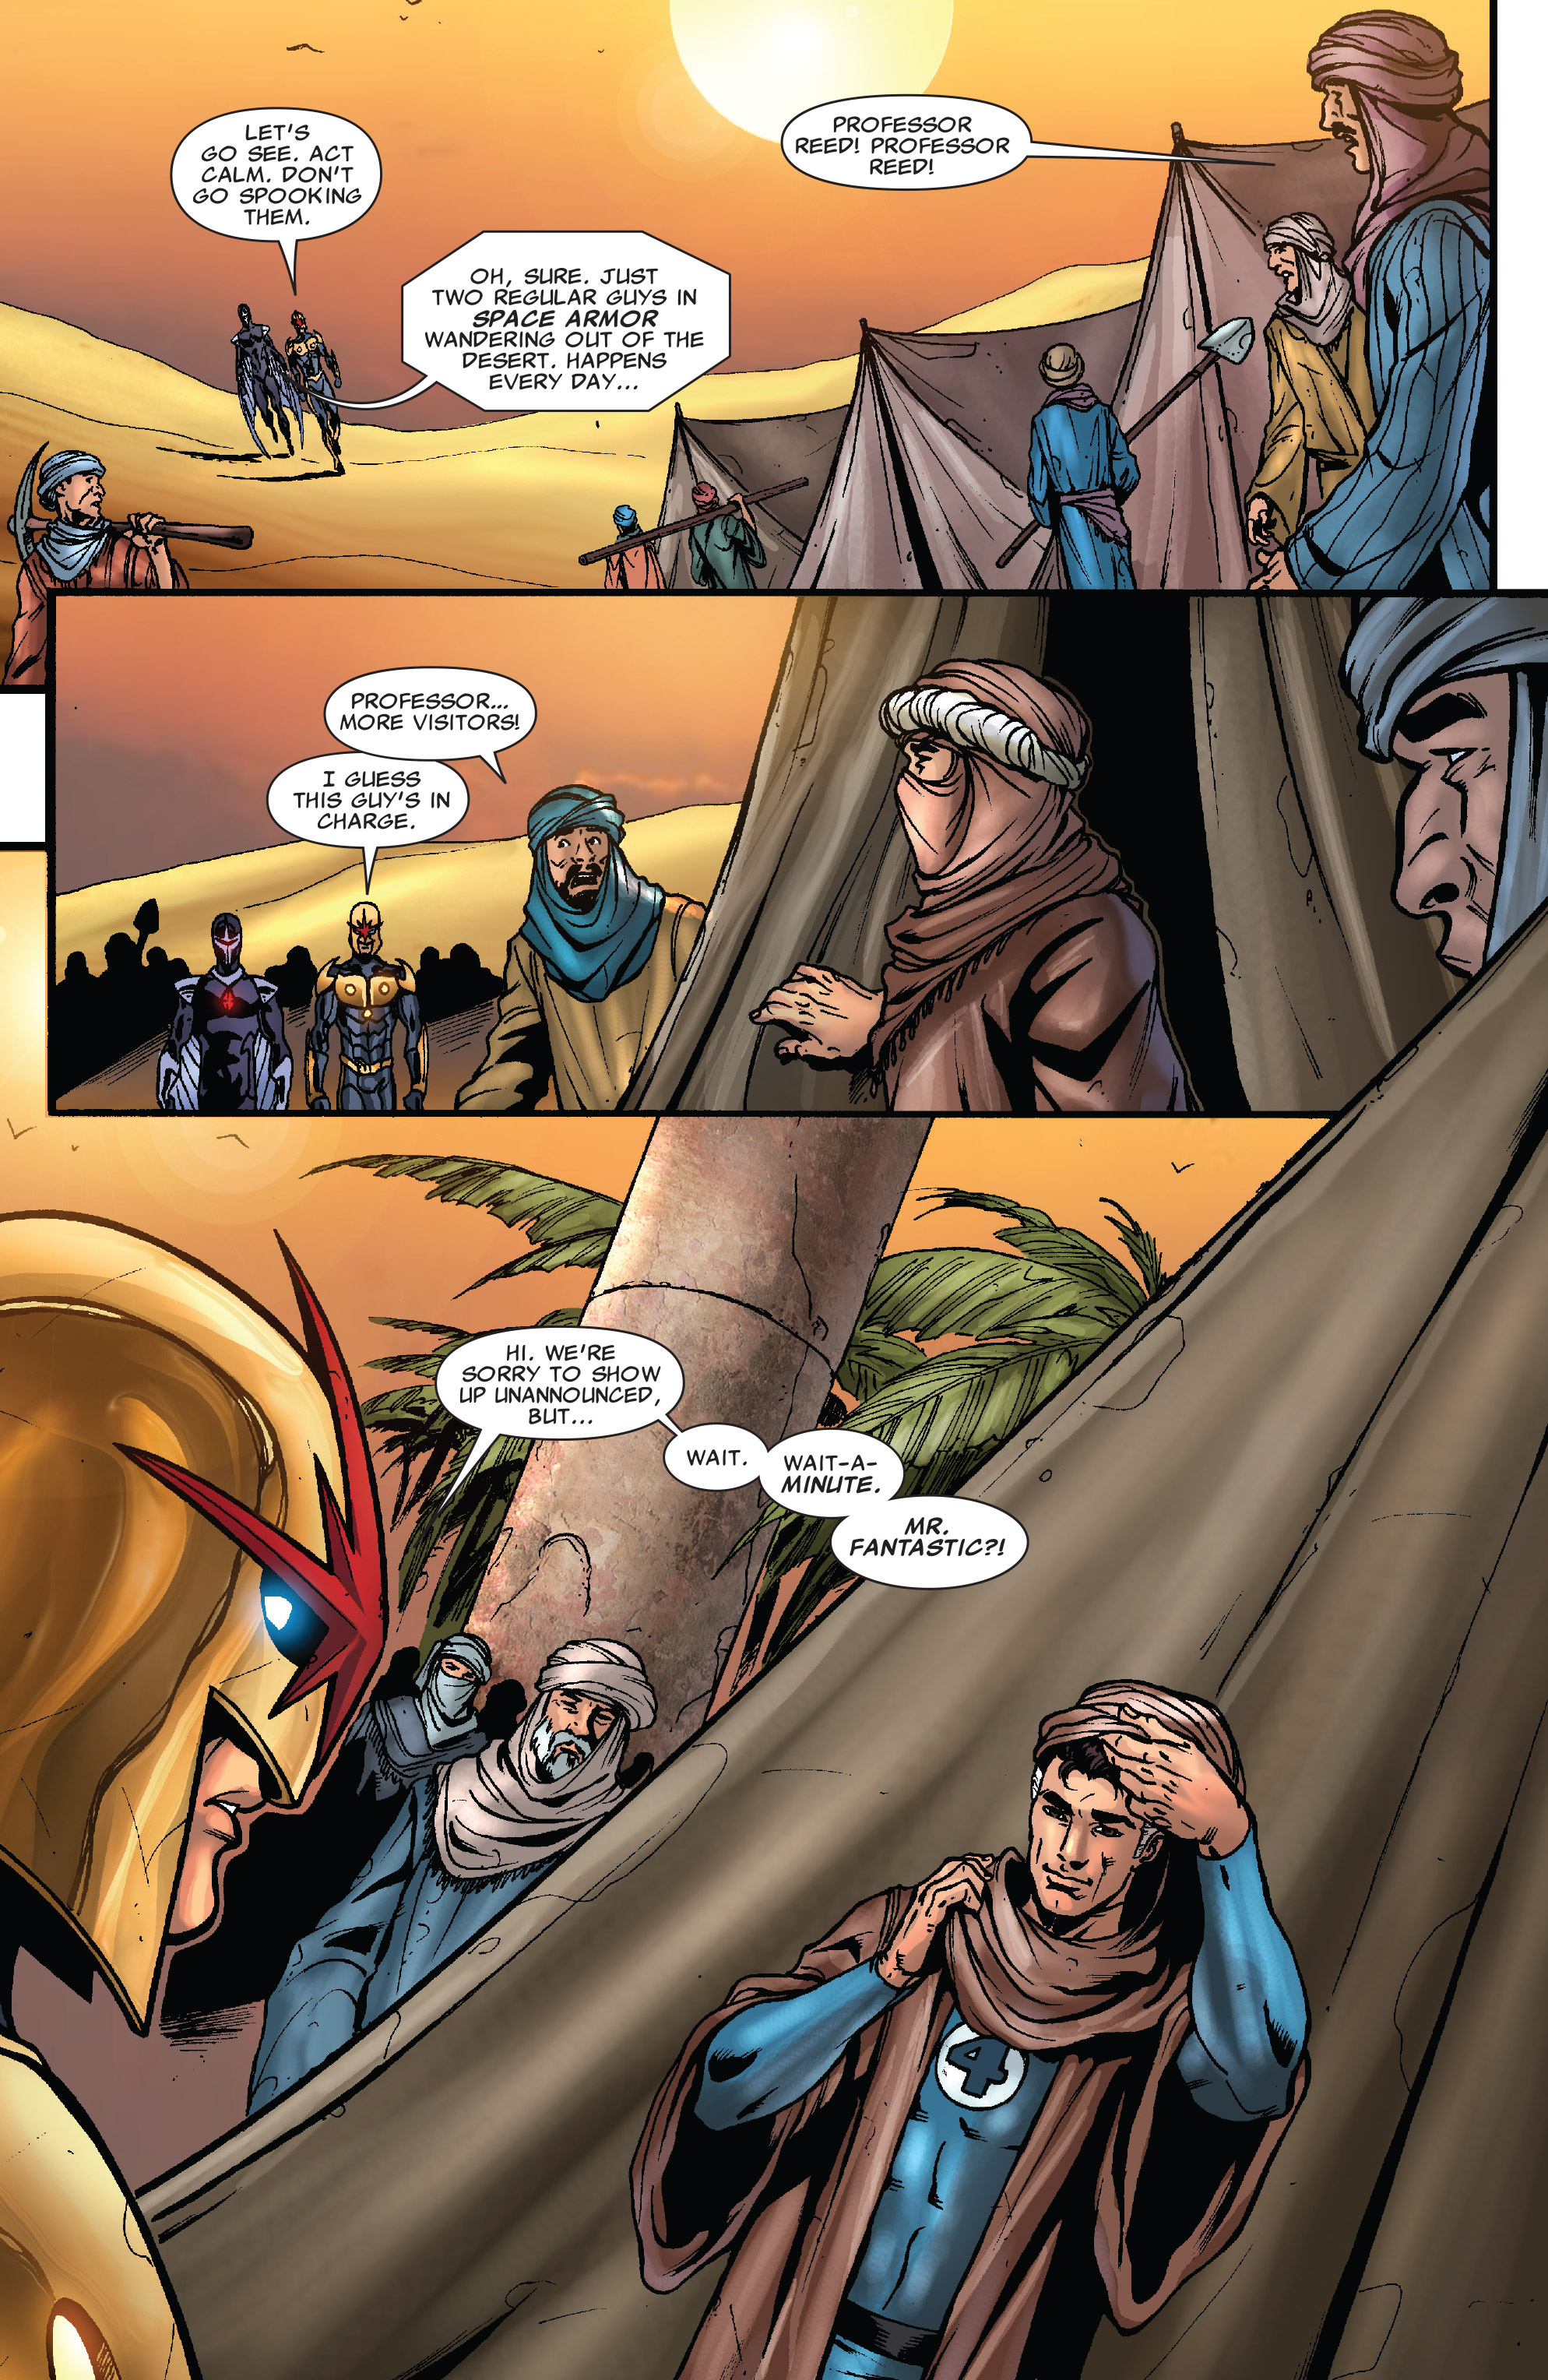 LET'S
GO SEE. ACT
CALM. DON'T
GO SPOOKING
THEM.
OH, SURE. JUST
TWO REGULAR GUYS IN
SPACE ARMOR
WANDERING OUT OF THE
DESERT. HAPPENS
EVERY DAY...
PROFESSOR
REED! PROFESSOR
REED!
PROFESSOR...
MORE VISITORS!
I GUESS
THIS GUY'S IN
CHARGE.
HI. WE'RE
SORRY TO SHOW
UP UNANNOUNCED,
BUT...
WAIT.
WAIT-A-
MINUTE.
MR.
FANTASTIC?!
4